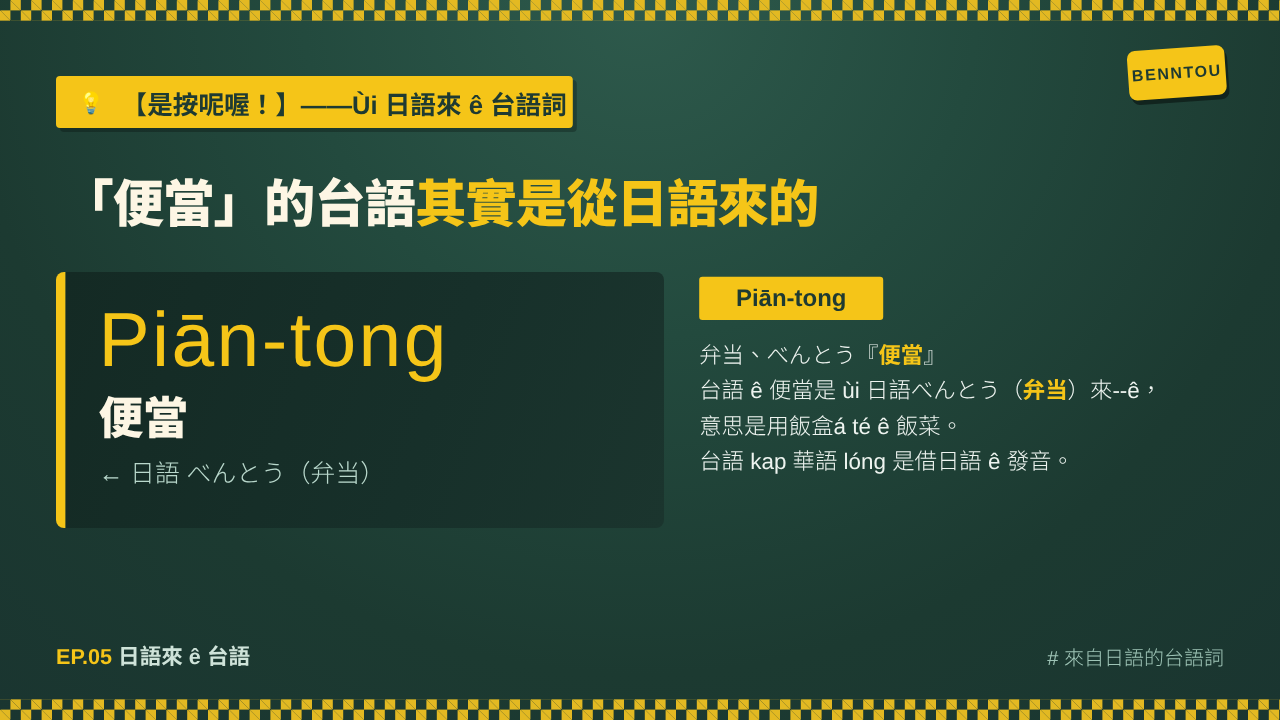 BENNTOU
💡 【是按呢喔！】——Ùi 日語來 ê 台語詞
「便當」的台語其實是從日語來的
Piān-tong
便當
← 日語 べんとう（弁当）
Piān-tong
弁当、べんとう『便當』
台語 ê 便當是 ùi 日語べんとう（弁当）來--ê，
意思是用飯盒á té ê 飯菜。
台語 kap 華語 lóng 是借日語 ê 發音。
EP.05 日語來 ê 台語
# 來自日語的台語詞